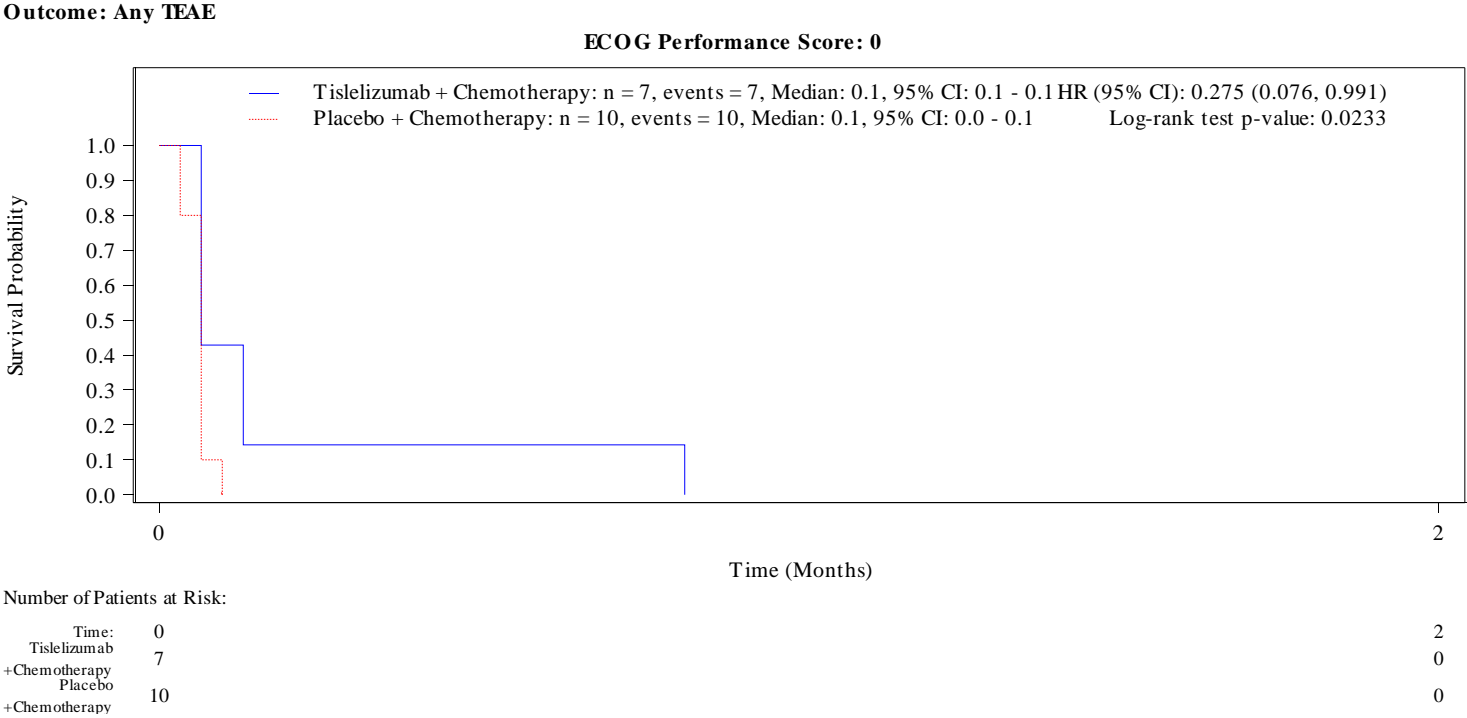 Outcome: Any TEAE
ECOG Performance Score: 0
Tislelizumab + Chemotherapy: n = 7, events = 7, Median: 0.1, 95% CI: 0.1 - 0.1 HR (95% CI): 0.275 (0.076, 0.991)
Placebo + Chemotherapy: n = 10, events = 10, Median: 0.1, 95% CI: 0.0 - 0.1 Log-rank test p-value: 0.0233
Survival Probability
1.0
0.9
0.8
0.7
0.6
0.5
0.4
0.3
0.2
0.1
0.0
0 2
Time (Months)
Number of Patients at Risk:
Time: 0 2
Tislelizumab
+Chemotherapy 7 0
Placebo
+Chemotherapy 10 0